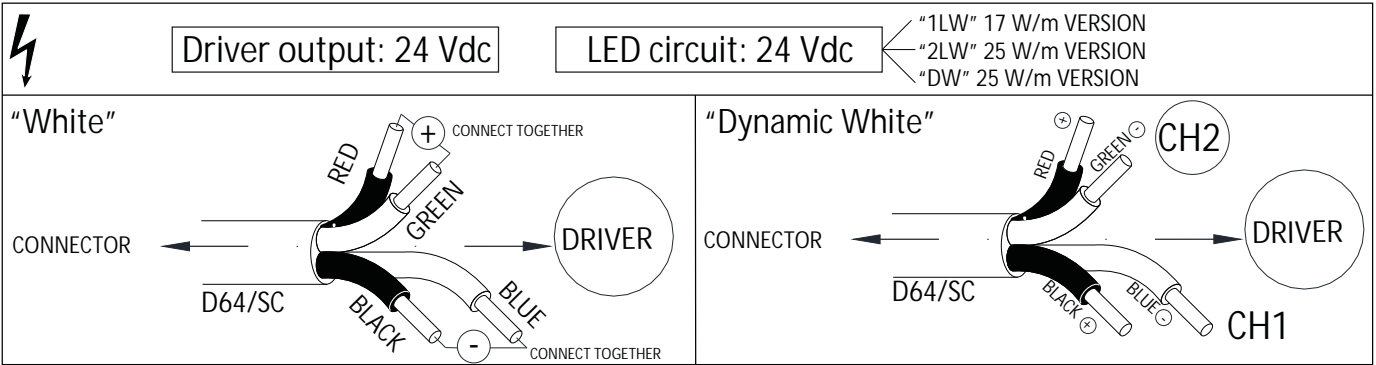 Driver output: 24 Vdc
LED circuit: 24 Vdc
"1LW" 17 W/m VERSION
"2LW" 25 W/m VERSION
"DW" 25 W/m VERSION
"White"
RED
+
CONNECT TOGETHER
GREEN
CONNECTOR
DRIVER
D64/SC
BLACK
BLUE
-
CONNECT TOGETHER
"Dynamic White"
+
RED
GREEN
-
CH2
CONNECTOR
DRIVER
D64/SC
BLACK
+
BLUE
-
CH1